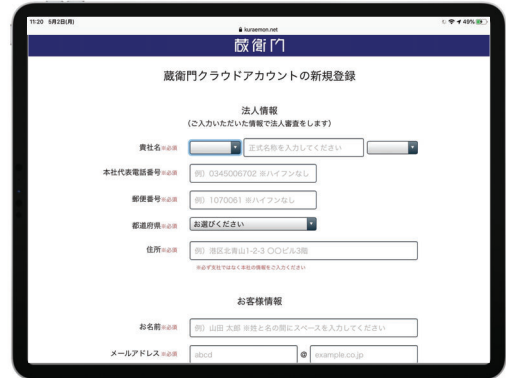 11:20 5月2日(月)
49%
kuraemon.net
蔵衛門
蔵衛門クラウドアカウントの新規登録
法人情報
(ご入力いただいた情報で法人審査をします)
貴社名※必須 正式名称を入力してください
本社代表電話番号※必須 例) 0345006702 ※ハイフンなし
郵便番号※必須 例) 1070061 ※ハイフンなし
都道府県※必須 お選びください
住所※必須 例) 港区北青山1-2-3 〇〇ビル3階
※必ず支社ではなく本社の情報をご入力ください
お客様情報
お名前※必須 例) 山田 太郎 ※姓と名の間にスペースを入力してください
メールアドレス※必須 abcd @ example.co.jp